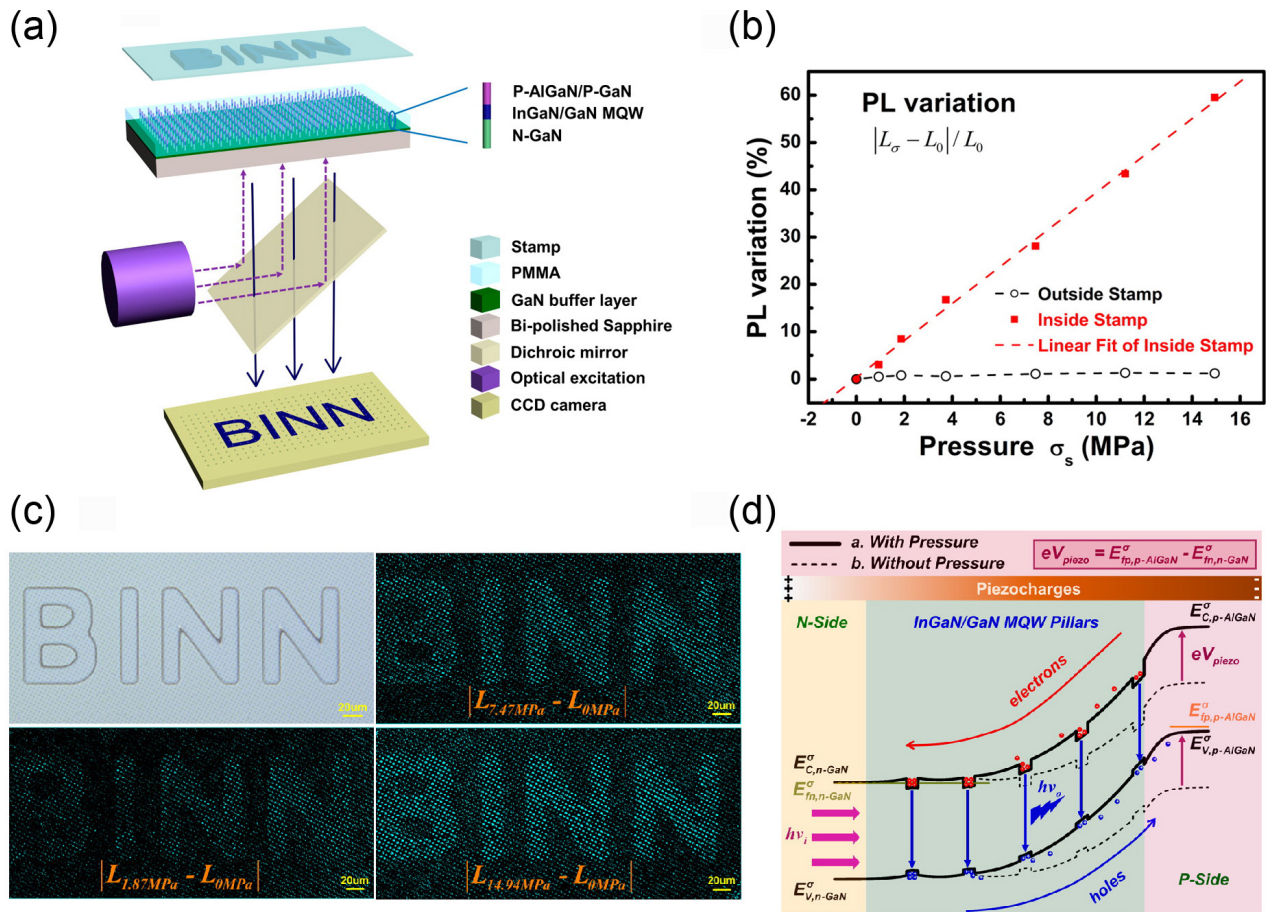 (a)
BINN
P-AlGaN/P-GaN
InGaN/GaN MQW
N-GaN
Stamp
PMMA
GaN buffer layer
Bi-polished Sapphire
Dichroic mirror
Optical excitation
CCD camera
BINN
(b)
PL variation
|Lσ − L0| / L0
PL variation (%)
60
50
40
30
20
10
0
Outside Stamp
Inside Stamp
Linear Fit of Inside Stamp
-2 0 2 4 6 8 10 12 14 16
Pressure σs (MPa)
(c)
BINN
20um
|L7.47MPa - L0MPa|
20um
|L1.87MPa - L0MPa|
20um
|L14.94MPa - L0MPa|
20um
(d)
a. With Pressure
b. Without Pressure
eVpiezo = Eσfp,p-AlGaN - Eσfn,n-GaN
+++
Piezocharges
---
N-Side
InGaN/GaN MQW Pillars
EσC,p-AlGaN
eVpiezo
electrons
Eσfp,p-AlGaN
EσV,p-AlGaN
EσC,n-GaN
Eσfn,n-GaN
hνo
hνi
EσV,n-GaN
holes
P-Side